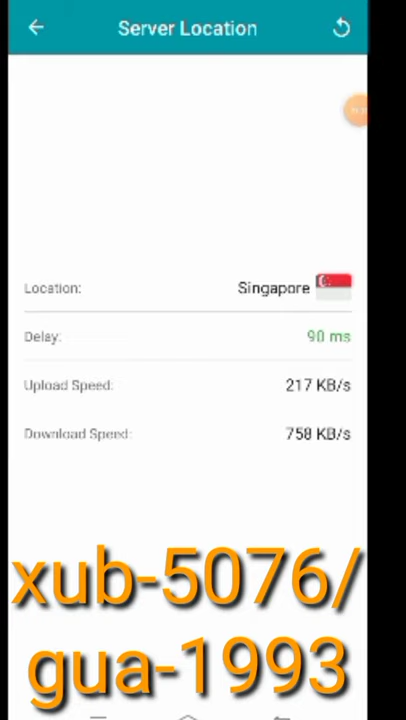 Server Location
Location: Singapore
Delay: 90 ms
Upload Speed: 217 KB/s
Download Speed: 758 KB/s
xub-5076/
gua-1993